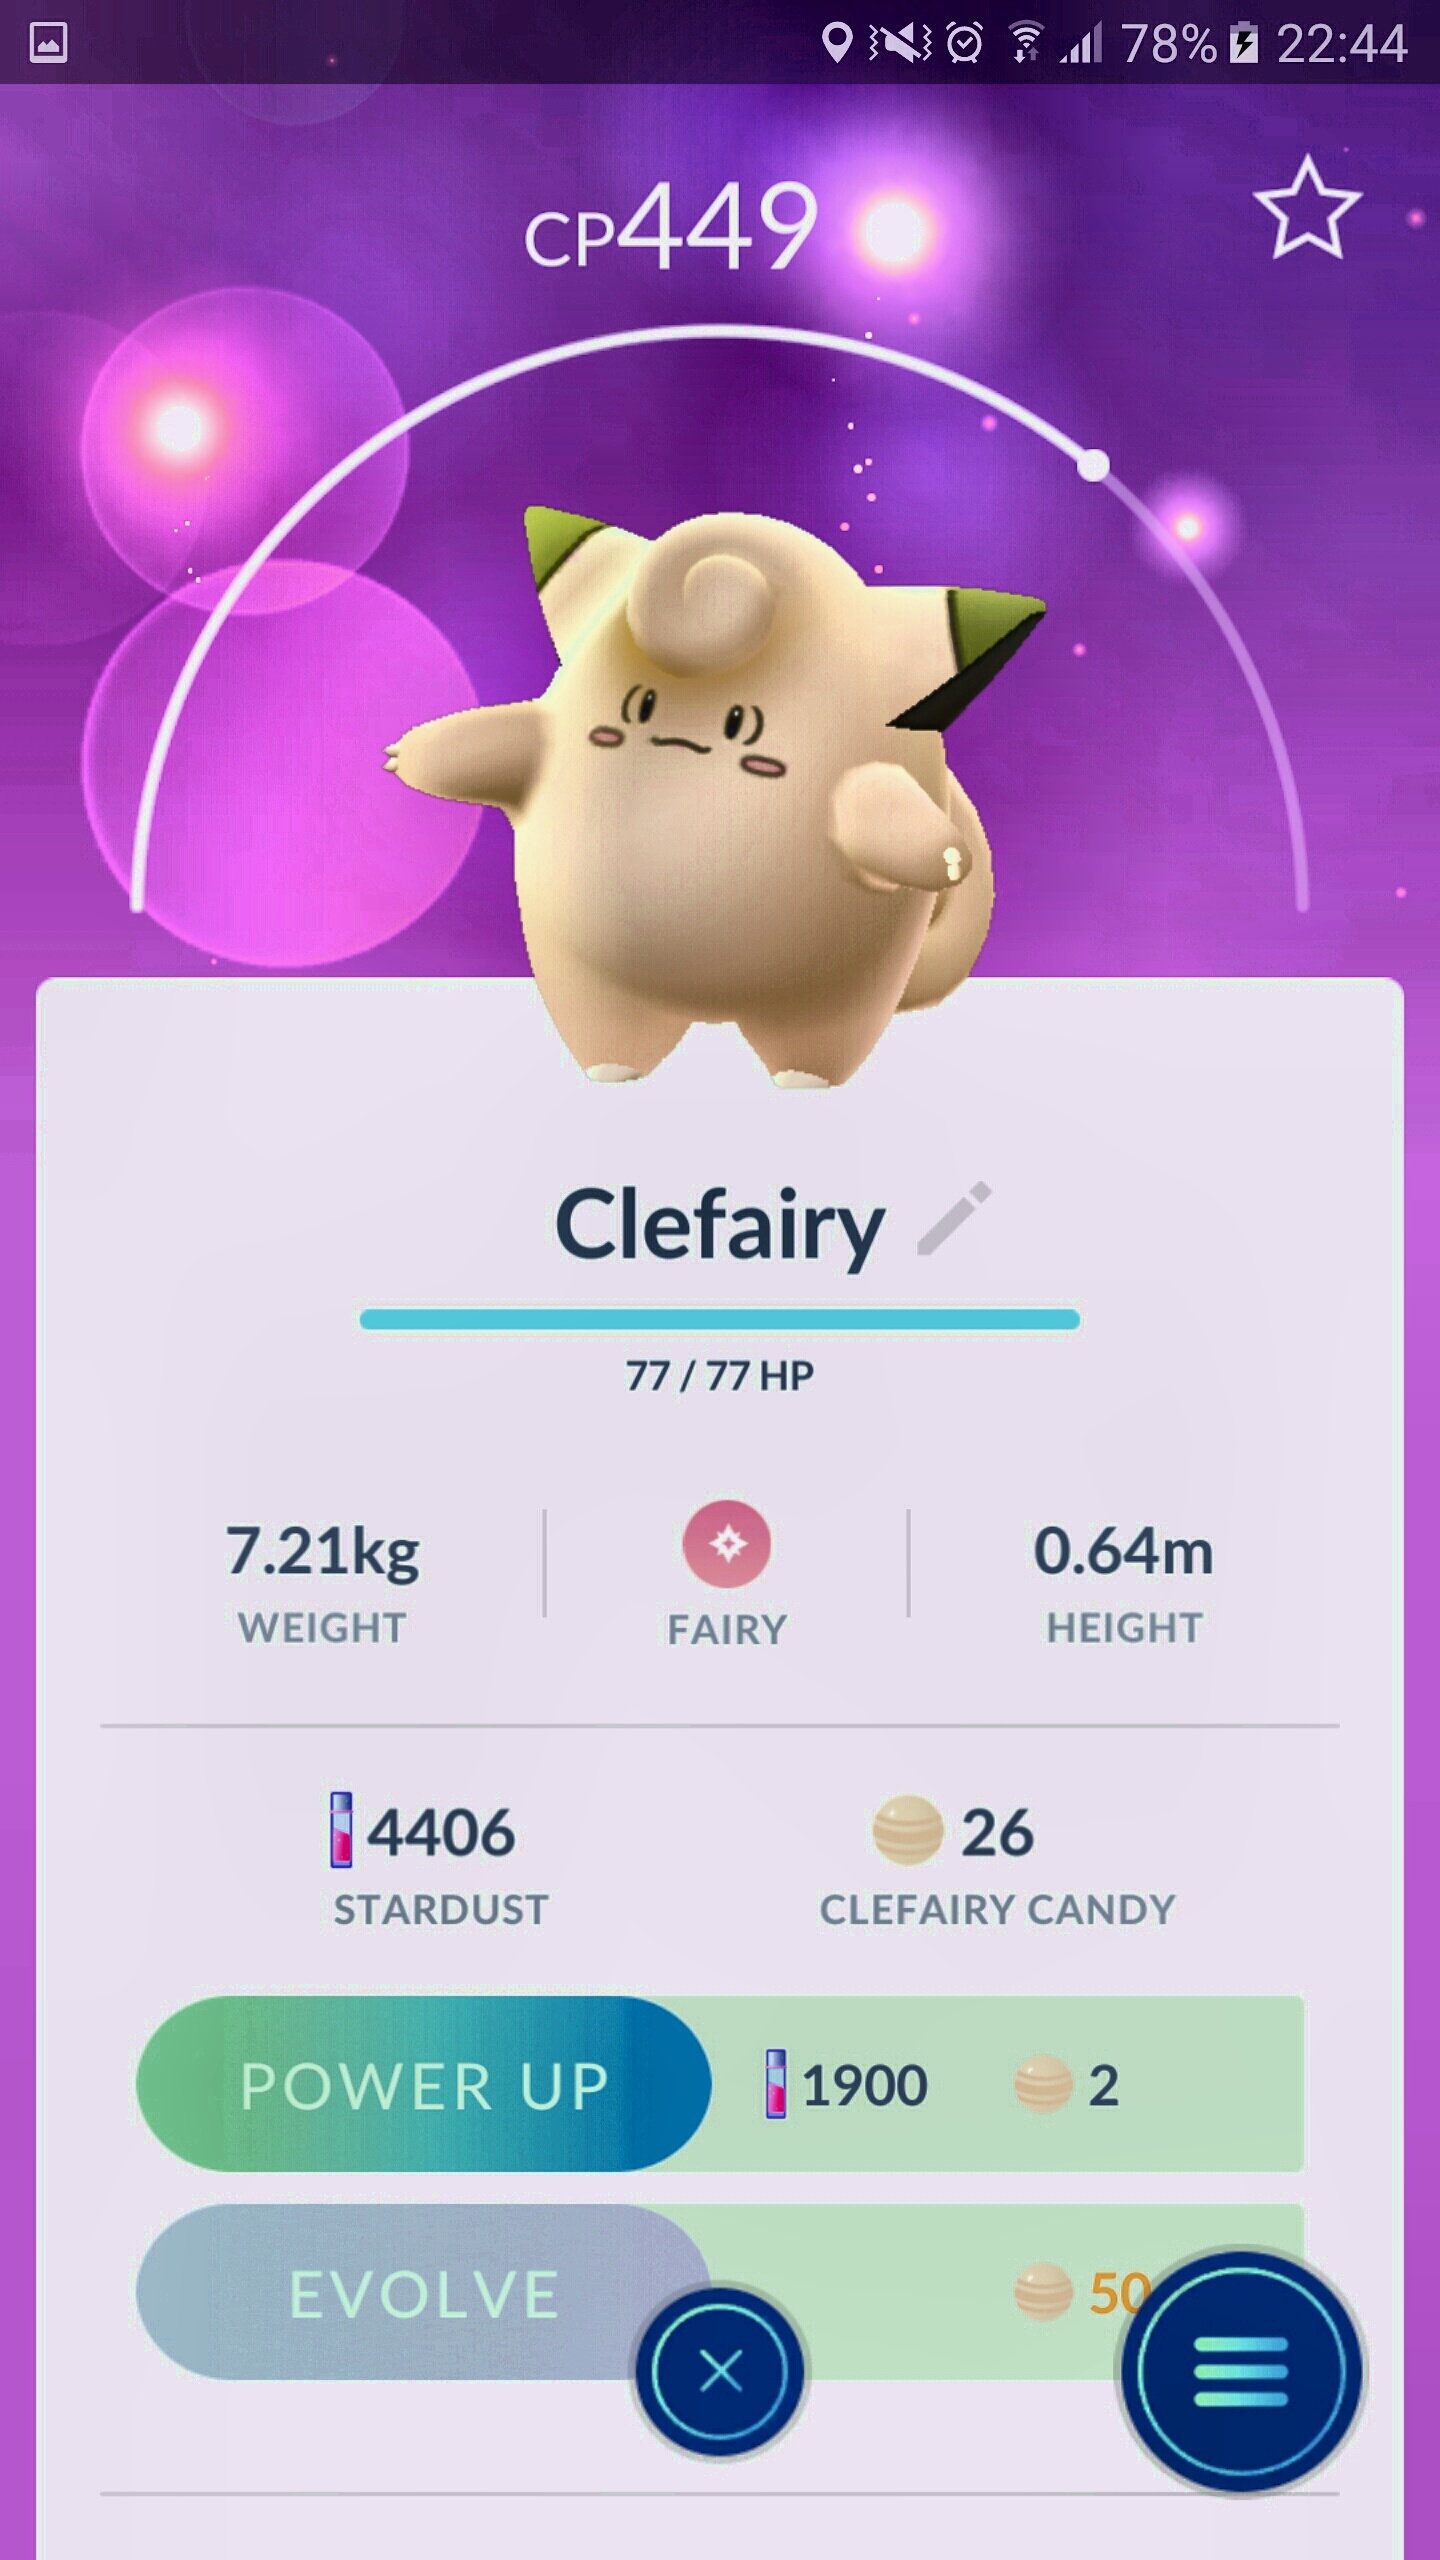 78% 22:44
CP449
Clefairy
77 / 77 HP
7.21kg
WEIGHT
FAIRY
0.64m
HEIGHT
4406
STARDUST
26
CLEFAIRY CANDY
POWER UP 1900 2
EVOLVE 50